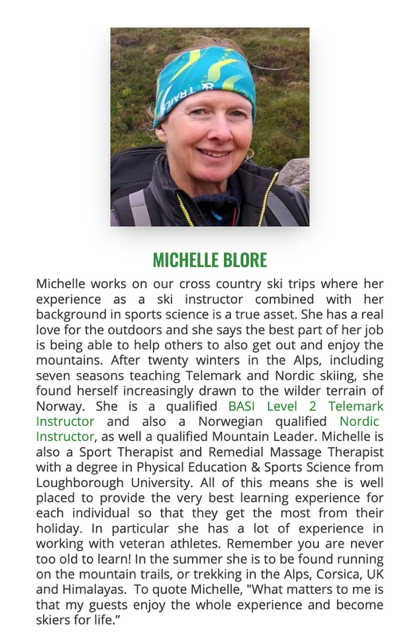 TRAILS &
MICHELLE BLORE
Michelle works on our cross country ski trips where her
experience as a ski instructor combined with her
background in sports science is a true asset. She has a real
love for the outdoors and she says the best part of her job
is being able to help others to also get out and enjoy the
mountains. After twenty winters in the Alps, including
seven seasons teaching Telemark and Nordic skiing, she
found herself increasingly drawn to the wilder terrain of
Norway. She is a qualified BASI Level 2 Telemark
Instructor and also a Norwegian qualified Nordic
Instructor, as well a qualified Mountain Leader. Michelle is
also a Sport Therapist and Remedial Massage Therapist
with a degree in Physical Education & Sports Science from
Loughborough University. All of this means she is well
placed to provide the very best learning experience for
each individual so that they get the most from their
holiday. In particular she has a lot of experience in
working with veteran athletes. Remember you are never
too old to learn! In the summer she is to be found running
on the mountain trails, or trekking in the Alps, Corsica, UK
and Himalayas. To quote Michelle, "What matters to me is
that my guests enjoy the whole experience and become
skiers for life.”